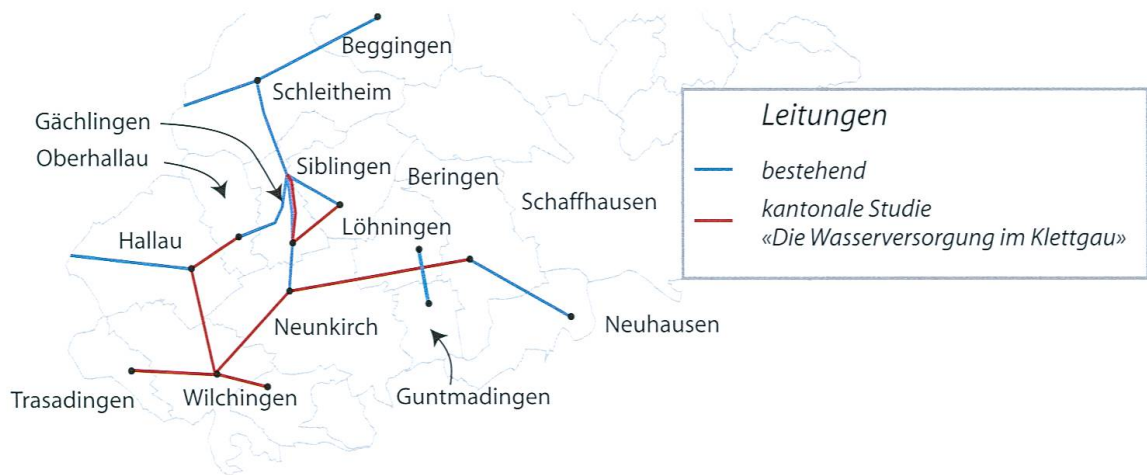 Beggingen
Schleitheim
Gächlingen
Oberhallau
Siblingen
Beringen
Schaffhausen
Hallau
Löhningen
Neunkirch
Neuhausen
Trasadingen
Wilchingen
Guntmadingen
Leitungen
bestehend
kantonale Studie
«Die Wasserversorgung im Klettgau»